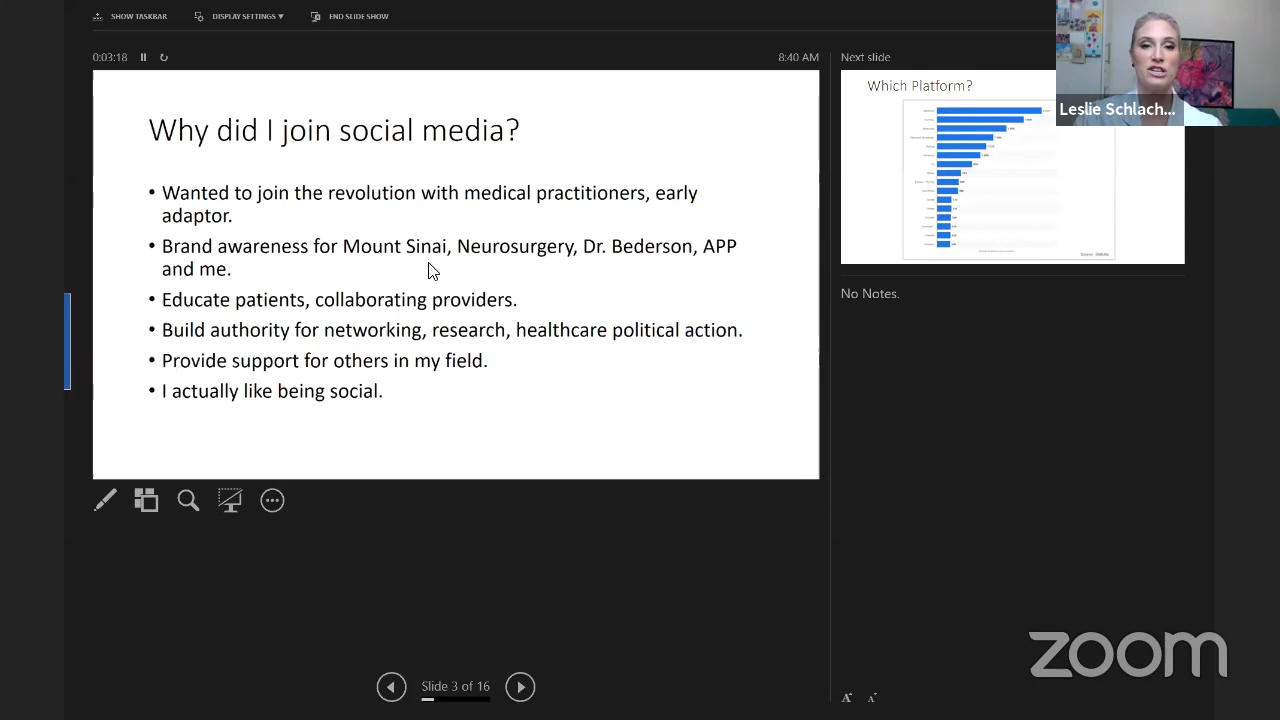 SHOW TASKBAR
DISPLAY SETTINGS ▼
END SLIDE SHOW
0:03:18
8:40 AM
Why did I join social media?
• Wanted to join the revolution with medical practitioners, early
adaptor.
• Brand awareness for Mount Sinai, Neurosurgery, Dr. Bederson, APP
and me.
• Educate patients, collaborating providers.
• Build authority for networking, research, healthcare political action.
• Provide support for others in my field.
• I actually like being social.
Next slide
Which Platform?
Leslie Schlach...
No Notes.
Slide 3 of 16
zoom